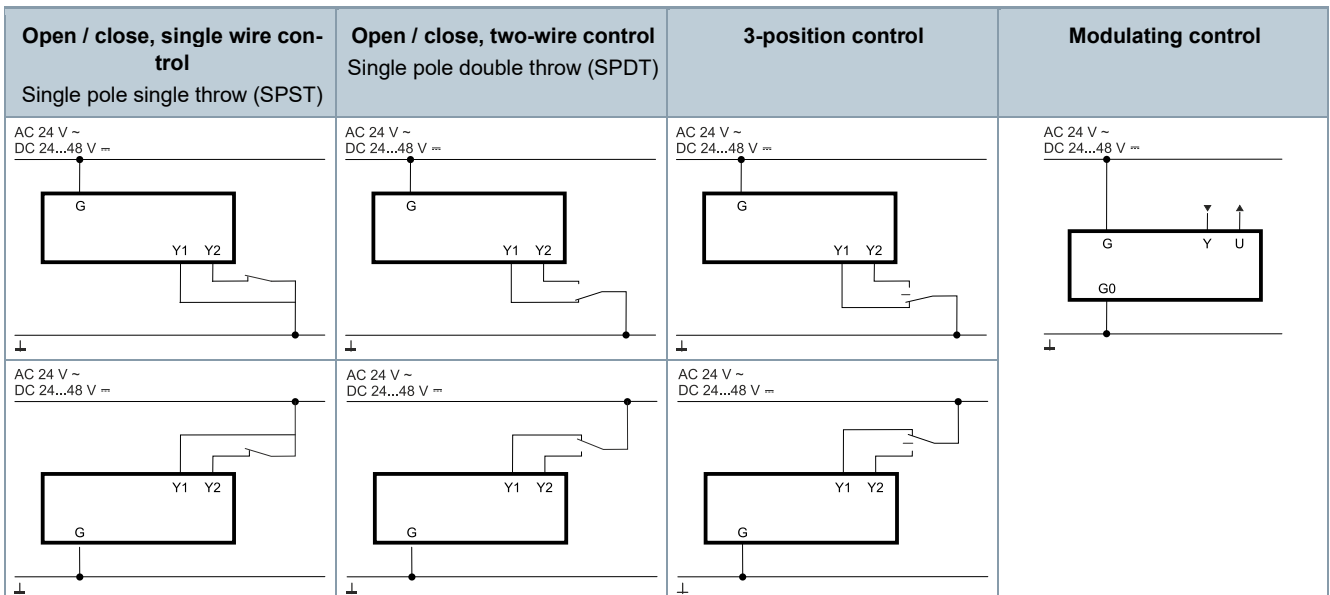 Open / close, single wire con-
trol
Single pole single throw (SPST)
Open / close, two-wire control
Single pole double throw (SPDT)
3-position control
Modulating control
AC 24 V ~
DC 24...48 V ⎓
G
Y1 Y2
AC 24 V ~
DC 24...48 V ⎓
G
Y1 Y2
AC 24 V ~
DC 24...48 V ⎓
G
Y1 Y2
AC 24 V ~
DC 24...48 V ⎓
G Y U
G0
AC 24 V ~
DC 24...48 V ⎓
Y1 Y2
G
AC 24 V ~
DC 24...48 V ⎓
Y1 Y2
G
AC 24 V ~
DC 24...48 V ⎓
Y1 Y2
G